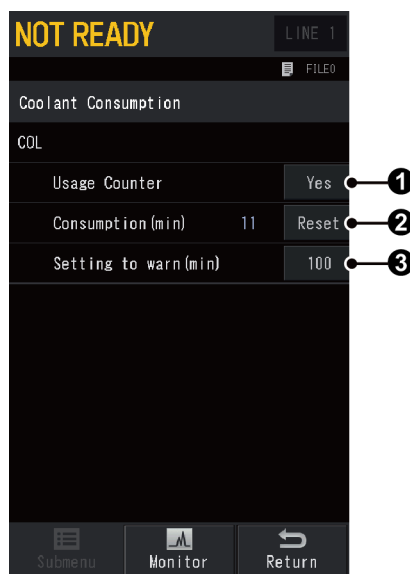 NOT READY LINE 1
FILE0
Coolant Consumption
COL
Usage Counter Yes 1
Consumption(min) 11 Reset 2
Setting to warn(min) 100 3
Submenu Monitor Return